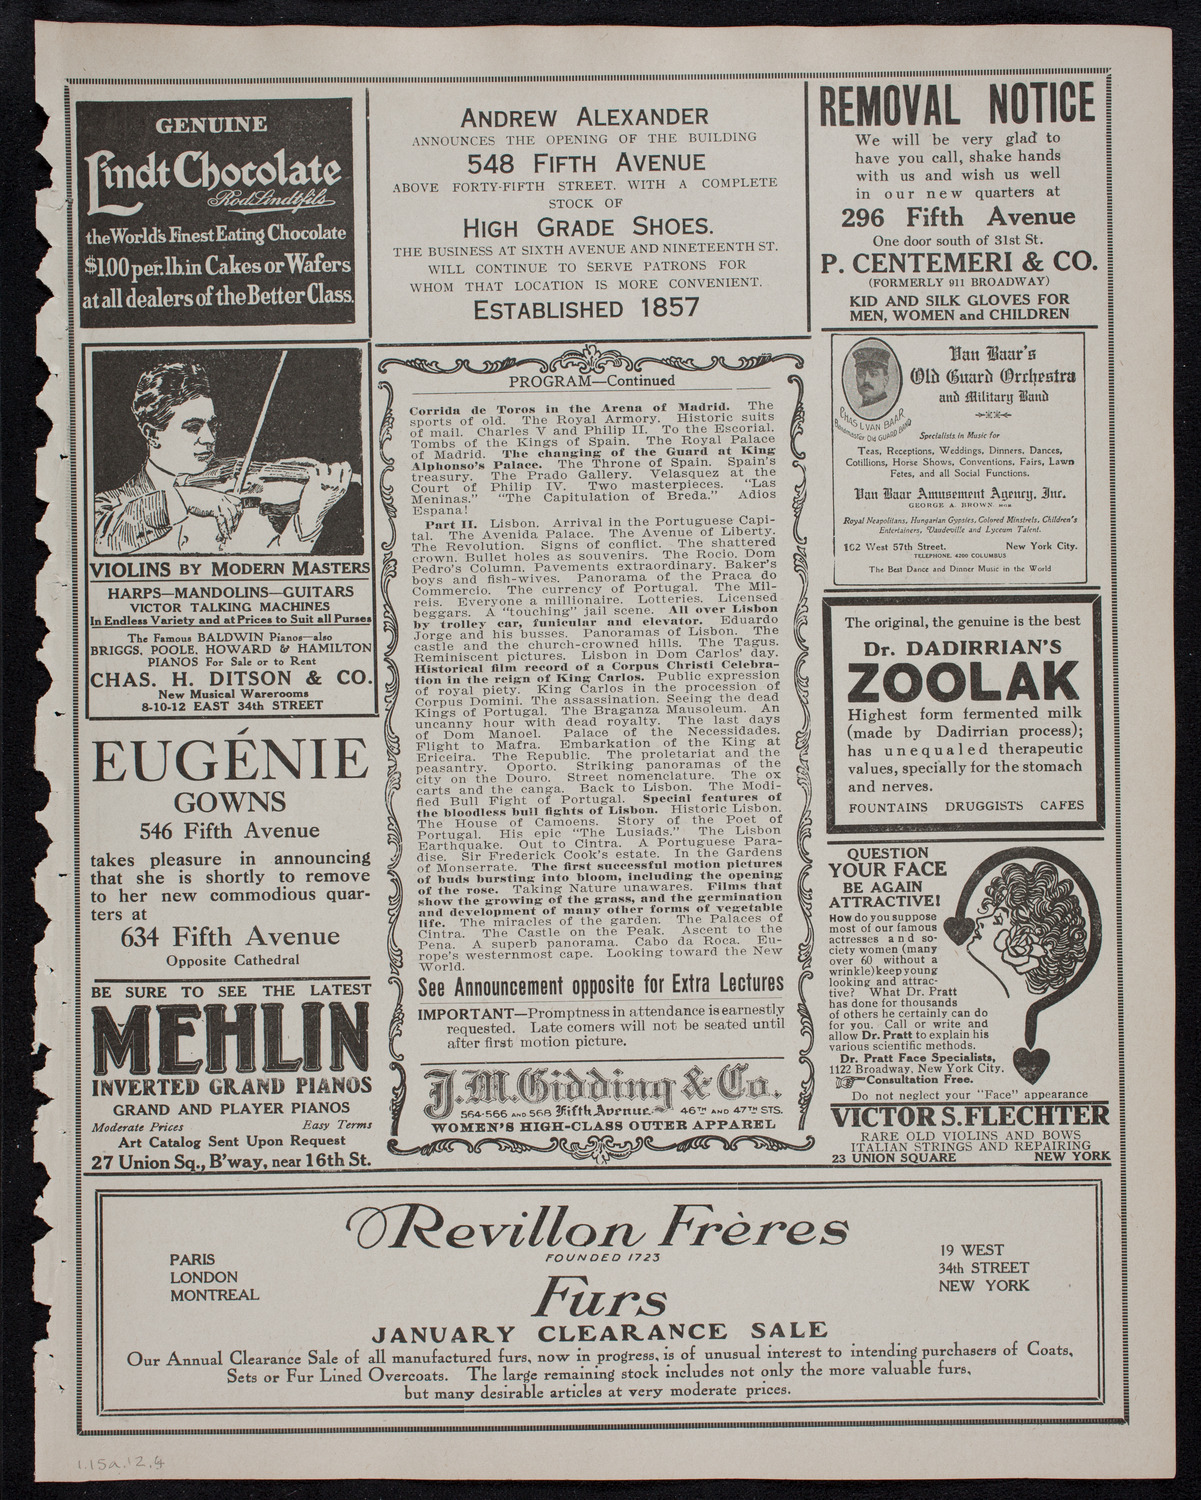 GENUINE
Lindt Chocolate
Rod. Lindt fils
the World's Finest Eating Chocolate
$1.00 per. lb. in Cakes or Wafers
at all dealers of the Better Class.
ANDREW ALEXANDER
ANNOUNCES THE OPENING OF THE BUILDING
548 FIFTH AVENUE
ABOVE FORTY-FIFTH STREET, WITH A COMPLETE
STOCK OF
HIGH GRADE SHOES.
THE BUSINESS AT SIXTH AVENUE AND NINETEENTH ST.
WILL CONTINUE TO SERVE PATRONS FOR
WHOM THAT LOCATION IS MORE CONVENIENT.
ESTABLISHED 1857
REMOVAL NOTICE
We will be very glad to
have you call, shake hands
with us and wish us well
in our new quarters at
296 Fifth Avenue
One door south of 31st St.
P. CENTEMERI & CO.
(FORMERLY 911 BROADWAY)
KID AND SILK GLOVES FOR
MEN, WOMEN and CHILDREN
VIOLINS BY MODERN MASTERS
HARPS—MANDOLINS—GUITARS
VICTOR TALKING MACHINES
In Endless Variety and at Prices to Suit all Purses
The Famous BALDWIN Pianos—also
BRIGGS, POOLE, HOWARD & HAMILTON
PIANOS For Sale or to Rent
CHAS. H. DITSON & CO.
New Musical Warerooms
8-10-12 EAST 34th STREET
EUGÉNIE
GOWNS
546 Fifth Avenue
takes pleasure in announcing
that she is shortly to remove
to her new commodious quar-
ters at
634 Fifth Avenue
Opposite Cathedral
BE SURE TO SEE THE LATEST
MEHLIN
INVERTED GRAND PIANOS
GRAND AND PLAYER PIANOS
Moderate Prices Easy Terms
Art Catalog Sent Upon Request
27 Union Sq., B'way, near 16th St.
PROGRAM—Continued
Corrida de Toros in the Arena of Madrid. The
sports of old. The Royal Armory. Historic suits
of mail. Charles V and Philip II. To the Escorial.
Tombs of the Kings of Spain. The Royal Palace
of Madrid. The changing of the Guard at King
Alphonso's Palace. The Throne of Spain. Spain's
treasury. The Prado Gallery. Velasquez at the
Court of Philip IV. Two masterpieces. "Las
Meninas." "The Capitulation of Breda." Adios
Espana!
Part II. Lisbon. Arrival in the Portuguese Capi-
tal. The Avenida Palace. The Avenue of Liberty.
The Revolution. Signs of conflict. The shattered
crown. Bullet holes as souvenirs. The Rocio. Dom
Pedro's Column. Pavements extraordinary. Baker's
boys and fish-wives. Panorama of the Praca do
Commercio. The currency of Portugal. The Mil-
reis. Everyone a millionaire. Lotteries. Licensed
beggars. A "touching" jail scene. All over Lisbon
by trolley car, funicular and elevator. Eduardo
Jorge and his busses. Panoramas of Lisbon. The
castle and the church-crowned hills. The Tagus.
Reminiscent pictures. Lisbon in Dom Carlos' day.
Historical film record of a Corpus Christi Celebra-
tion in the reign of King Carlos. Public expression
of royal piety. King Carlos in the procession of
Corpus Domini. The assassination. Seeing the dead
Kings of Portugal. The Braganza Mausoleum. An
uncanny hour with dead royalty. The last days
of Dom Manoel. Palace of the Necessidades.
Flight to Mafra. Embarkation of the King at
Ericeira. The Republic. The proletariat and the
peasantry. Oporto. Striking panoramas of the
city on the Douro. Street nomenclature. The ox
carts and the canga. Back to Lisbon. The Modi-
fied Bull Fight of Portugal. Special features of
the bloodless bull fights of Lisbon. Historic Lisbon.
The House of Camoens. Story of the Poet of
Portugal. His epic "The Lusiads." The Lisbon
Earthquake. Out to Cintra. A Portuguese Para-
dise. Sir Frederick Cook's estate. In the Gardens
of Monserrate. The first successful motion pictures
of buds bursting into bloom, including the opening
of the rose. Taking Nature unawares. Films that
show the growing of the grass, and the germination
and development of many other forms of vegetable
life. The miracles of the garden. The Palaces of
Cintra. The Castle on the Peak. Ascent to the
Pena. A superb panorama. Cabo da Roca. Eu-
rope's westernmost cape. Looking toward the New
World.
See Announcement opposite for Extra Lectures
IMPORTANT—Promptness in attendance is earnestly
requested. Late comers will not be seated until
after first motion picture.
J.M. Gidding & Co.
564-566 AND 568 Fifth Avenue 46TH AND 47TH STS.
WOMEN'S HIGH-CLASS OUTER APPAREL
CHAS L VAN BAAR
Bandmaster Old GUARD BAND
Van Baar's
Old Guard Orchestra
and Military Band
Specialists in Music for
Teas, Receptions, Weddings, Dinners, Dances,
Cotillions, Horse Shows, Conventions, Fairs, Lawn
Fetes, and all Social Functions.
Van Baar Amusement Agency, Inc.
GEORGE A. BROWN MGR
Royal Neapolitans, Hungarian Gypsies, Colored Minstrels, Children's
Entertainers, Vaudeville and Lyceum Talent.
102 West 57th Street. New York City.
TELEPHONE, 4200 COLUMBUS
The Best Dance and Dinner Music in the World
The original, the genuine is the best
Dr. DADIRRIAN'S
ZOOLAK
Highest form fermented milk
(made by Dadirrian process);
has unequaled therapeutic
values, specially for the stomach
and nerves.
FOUNTAINS DRUGGISTS CAFES
QUESTION
YOUR FACE
BE AGAIN
ATTRACTIVE!
How do you suppose
most of our famous
actresses and so-
ciety women (many
over 60 without a
wrinkle) keep young
looking and attrac-
tive? What Dr. Pratt
has done for thousands
of others he certainly can do
for you. Call or write and
allow Dr. Pratt to explain his
various scientific methods.
Dr. Pratt Face Specialists,
1122 Broadway, New York City.
Consultation Free.
Do not neglect your "Face" appearance
VICTOR S. FLECHTER
RARE OLD VIOLINS AND BOWS
ITALIAN STRINGS AND REPAIRING
23 UNION SQUARE NEW YORK
Revillon Frères
FOUNDED 1723
PARIS
LONDON
MONTREAL
19 WEST
34th STREET
NEW YORK
Furs
JANUARY CLEARANCE SALE
Our Annual Clearance Sale of all manufactured furs, now in progress, is of unusual interest to intending purchasers of Coats,
Sets or Fur Lined Overcoats. The large remaining stock includes not only the more valuable furs,
but many desirable articles at very moderate prices.
1.15a.12.4